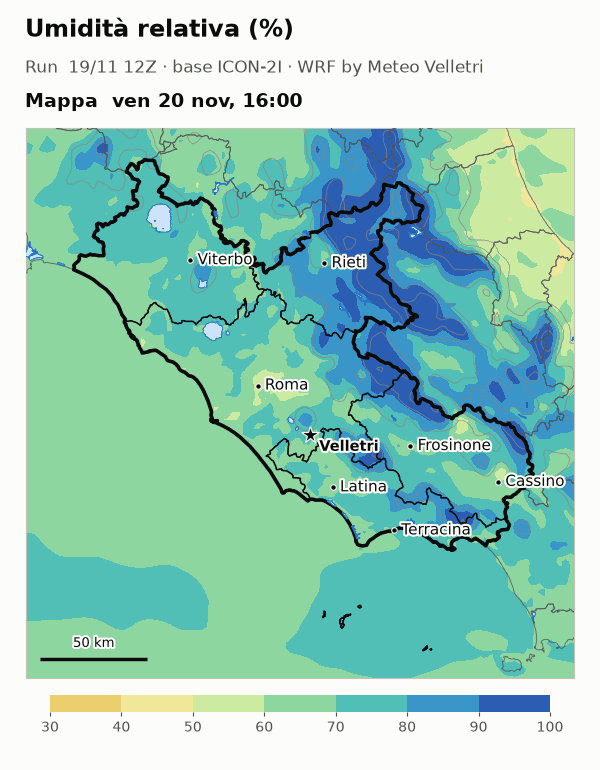 Umidità relativa (%)
Run  19/11 12Z · base ICON-2I · WRF by Meteo Velletri
Mappa  ven 20 nov, 16:00
Viterbo
Rieti
Roma
Velletri
Frosinone
Cassino
Latina
Terracina
50 km
30 40 50 60 70 80 90 100